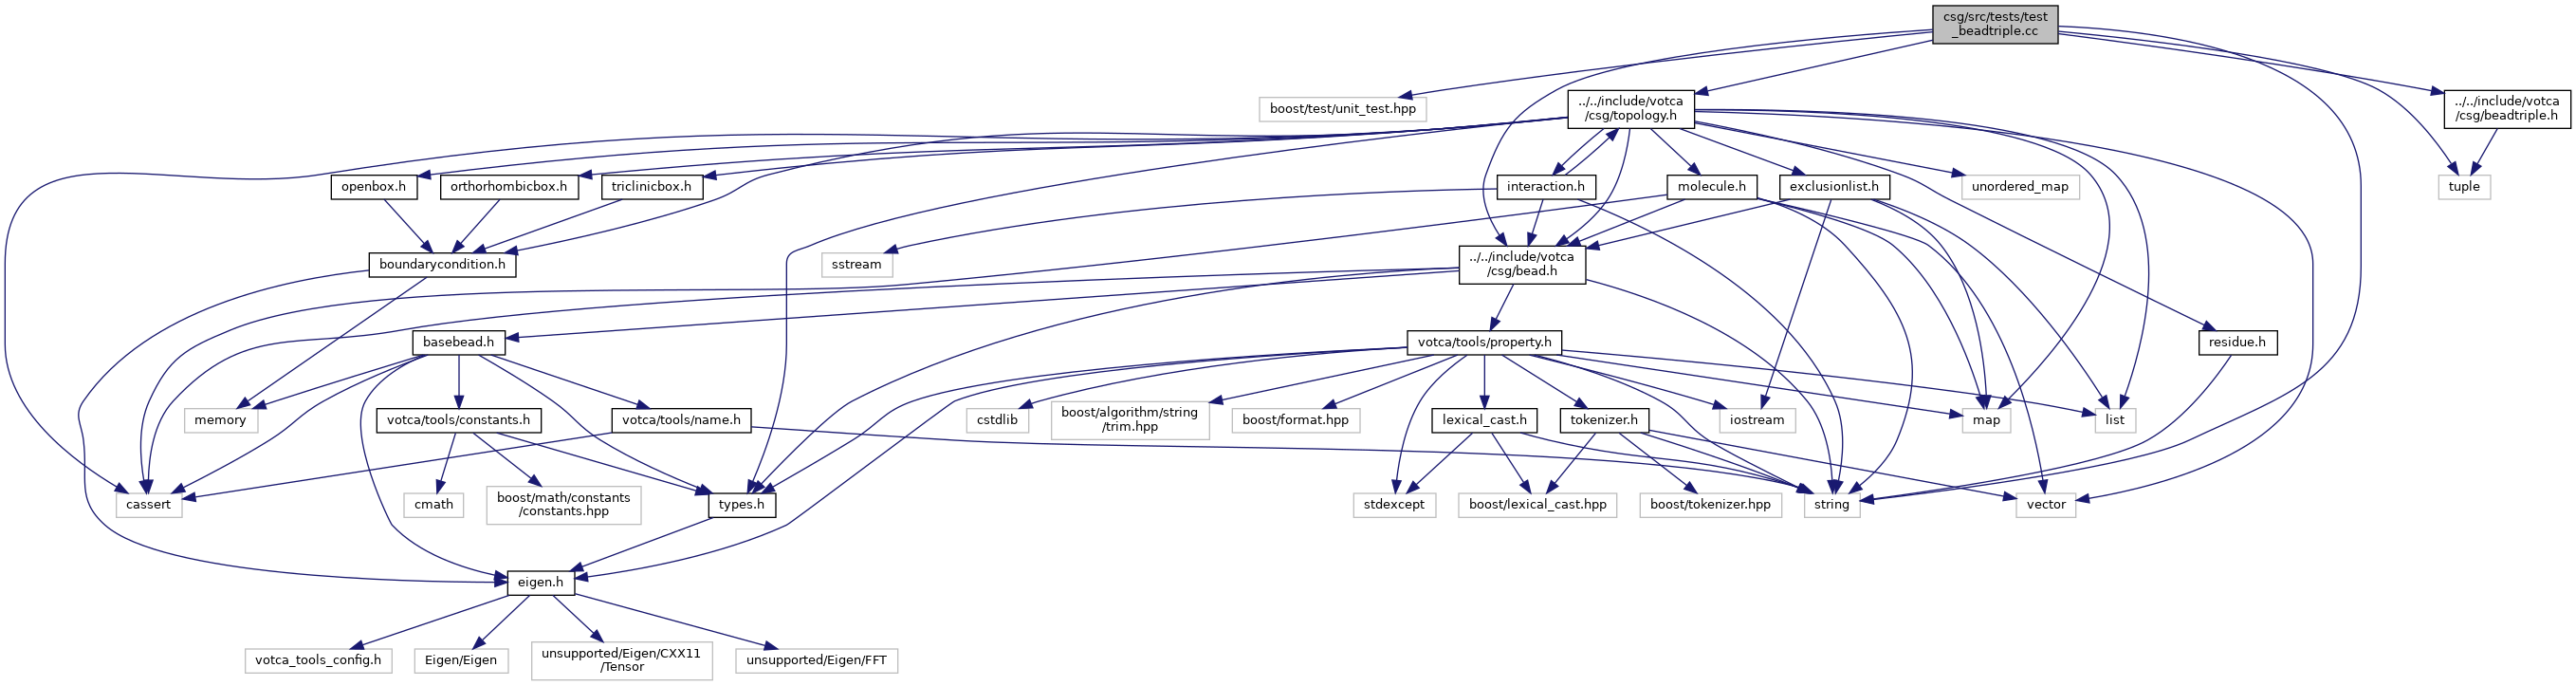 csg/src/tests/test
_beadtriple.cc
boost/test/unit_test.hpp
../../include/votca
/csg/topology.h
../../include/votca
/csg/beadtriple.h
openbox.h
orthorhombicbox.h
triclinicbox.h
interaction.h
molecule.h
exclusionlist.h
unordered_map
tuple
boundarycondition.h
sstream
../../include/votca
/csg/bead.h
basebead.h
votca/tools/property.h
residue.h
memory
votca/tools/constants.h
votca/tools/name.h
cstdlib
boost/algorithm/string
/trim.hpp
boost/format.hpp
lexical_cast.h
tokenizer.h
iostream
map
list
cassert
cmath
boost/math/constants
/constants.hpp
types.h
stdexcept
boost/lexical_cast.hpp
boost/tokenizer.hpp
string
vector
eigen.h
votca_tools_config.h
Eigen/Eigen
unsupported/Eigen/CXX11
/Tensor
unsupported/Eigen/FFT